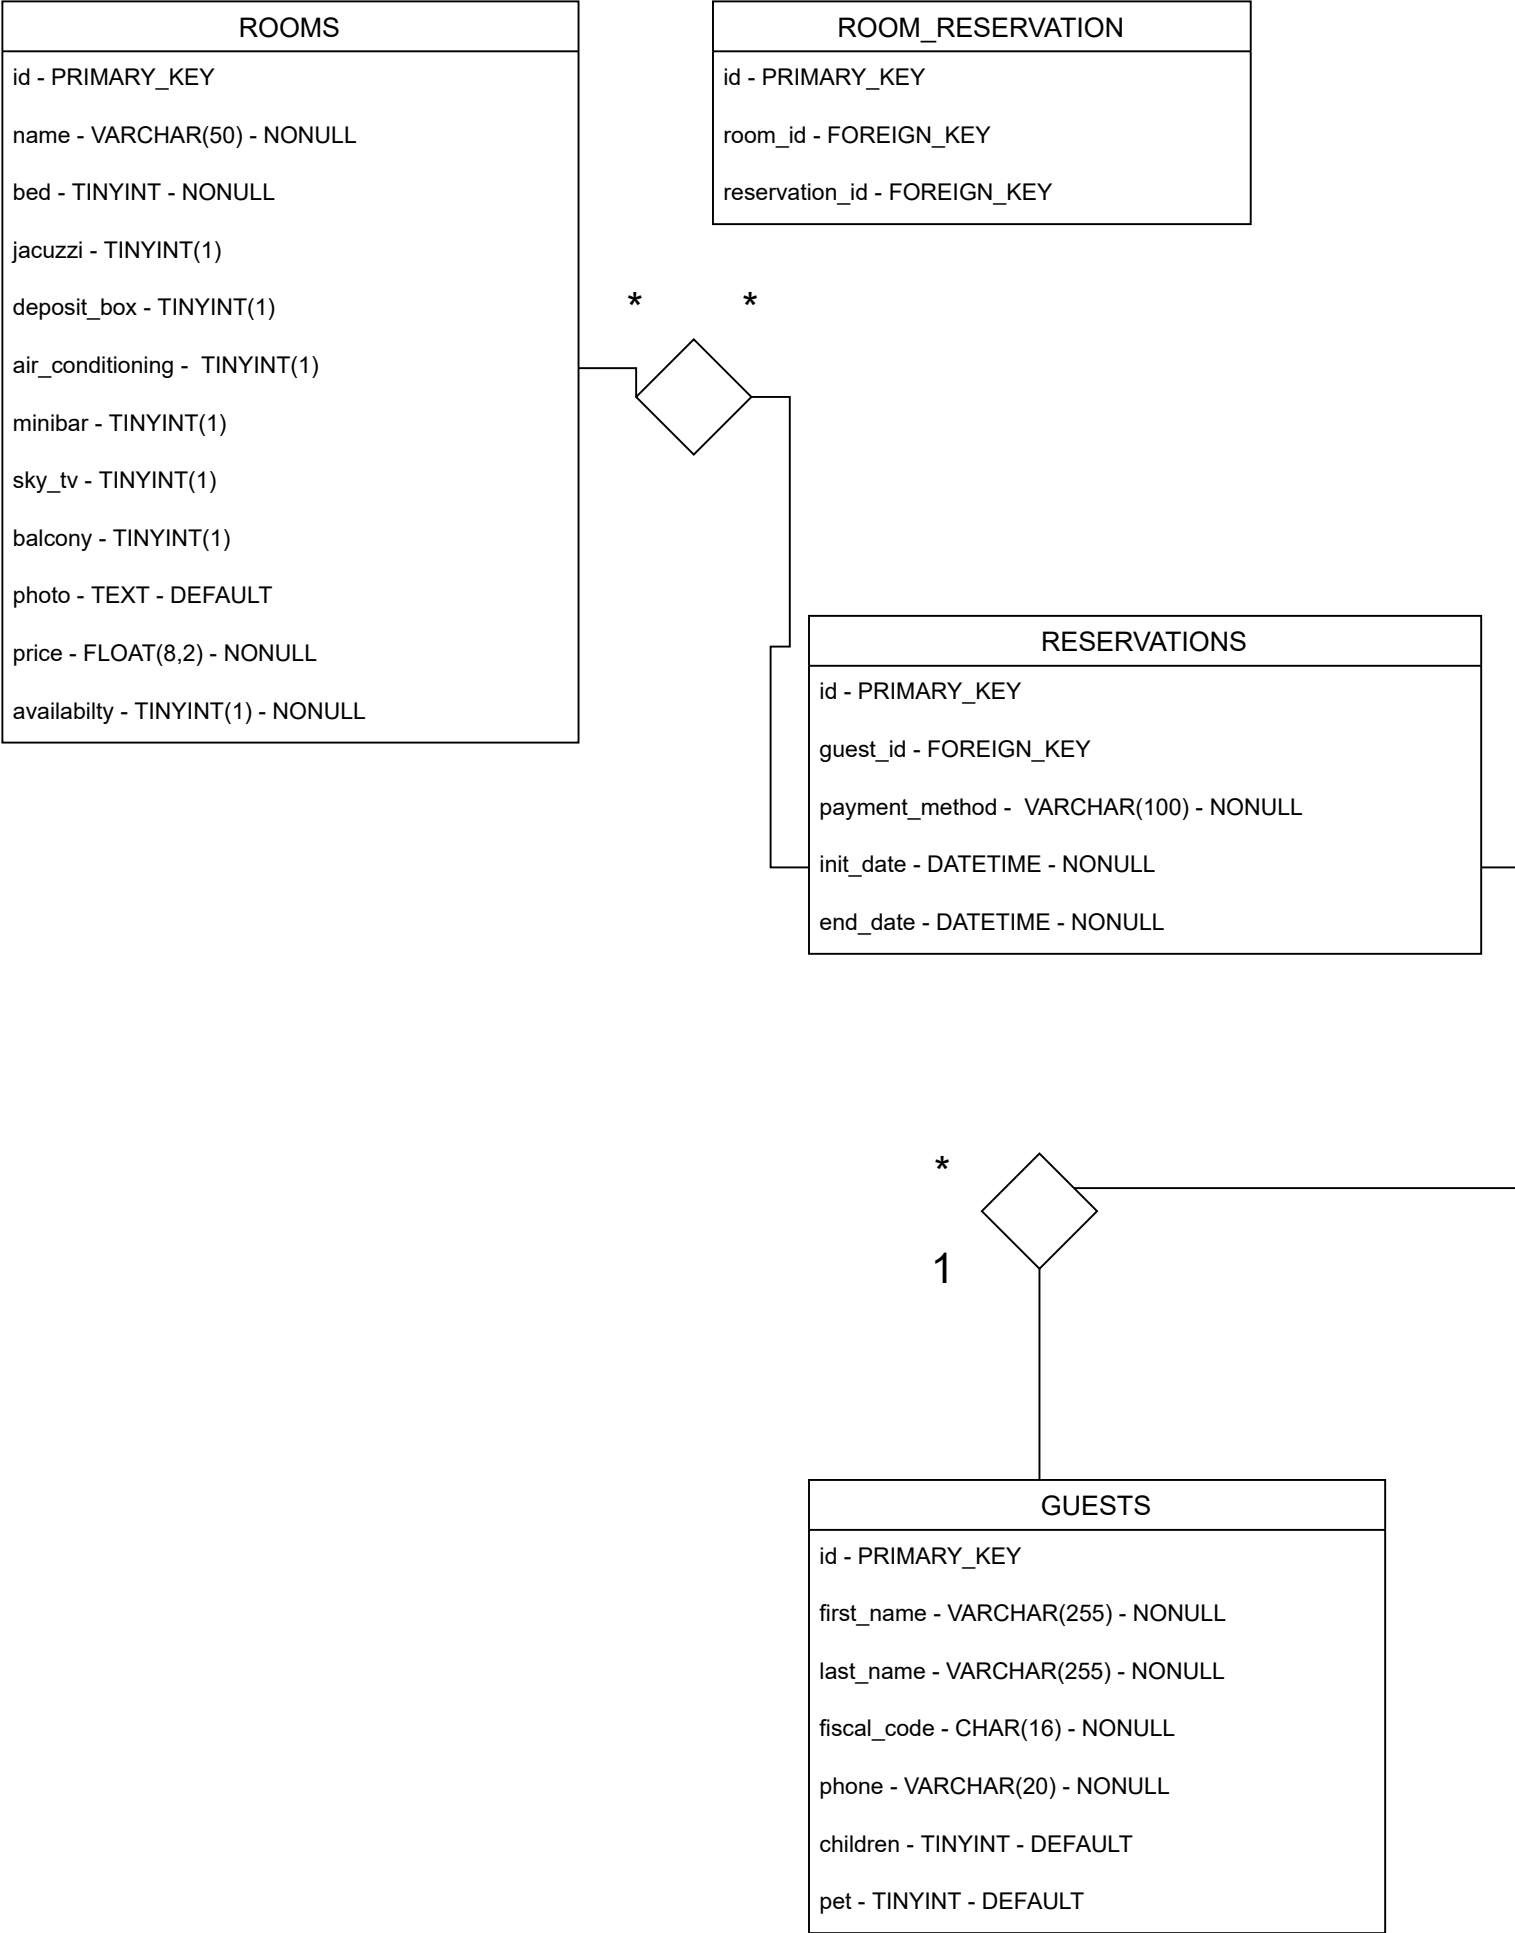 ROOMS
id - PRIMARY_KEY
name - VARCHAR(50) - NONULL
bed - TINYINT - NONULL
jacuzzi - TINYINT(1)
deposit_box - TINYINT(1)
air_conditioning -  TINYINT(1)
minibar - TINYINT(1)
sky_tv - TINYINT(1)
balcony - TINYINT(1)
photo - TEXT - DEFAULT
price - FLOAT(8,2) - NONULL
availabilty - TINYINT(1) - NONULL
ROOM_RESERVATION
id - PRIMARY_KEY
room_id - FOREIGN_KEY
reservation_id - FOREIGN_KEY
* *
RESERVATIONS
id - PRIMARY_KEY
guest_id - FOREIGN_KEY
payment_method -  VARCHAR(100) - NONULL
init_date - DATETIME - NONULL
end_date - DATETIME - NONULL
*
1
GUESTS
id - PRIMARY_KEY
first_name - VARCHAR(255) - NONULL
last_name - VARCHAR(255) - NONULL
fiscal_code - CHAR(16) - NONULL
phone - VARCHAR(20) - NONULL
children - TINYINT - DEFAULT
pet - TINYINT - DEFAULT